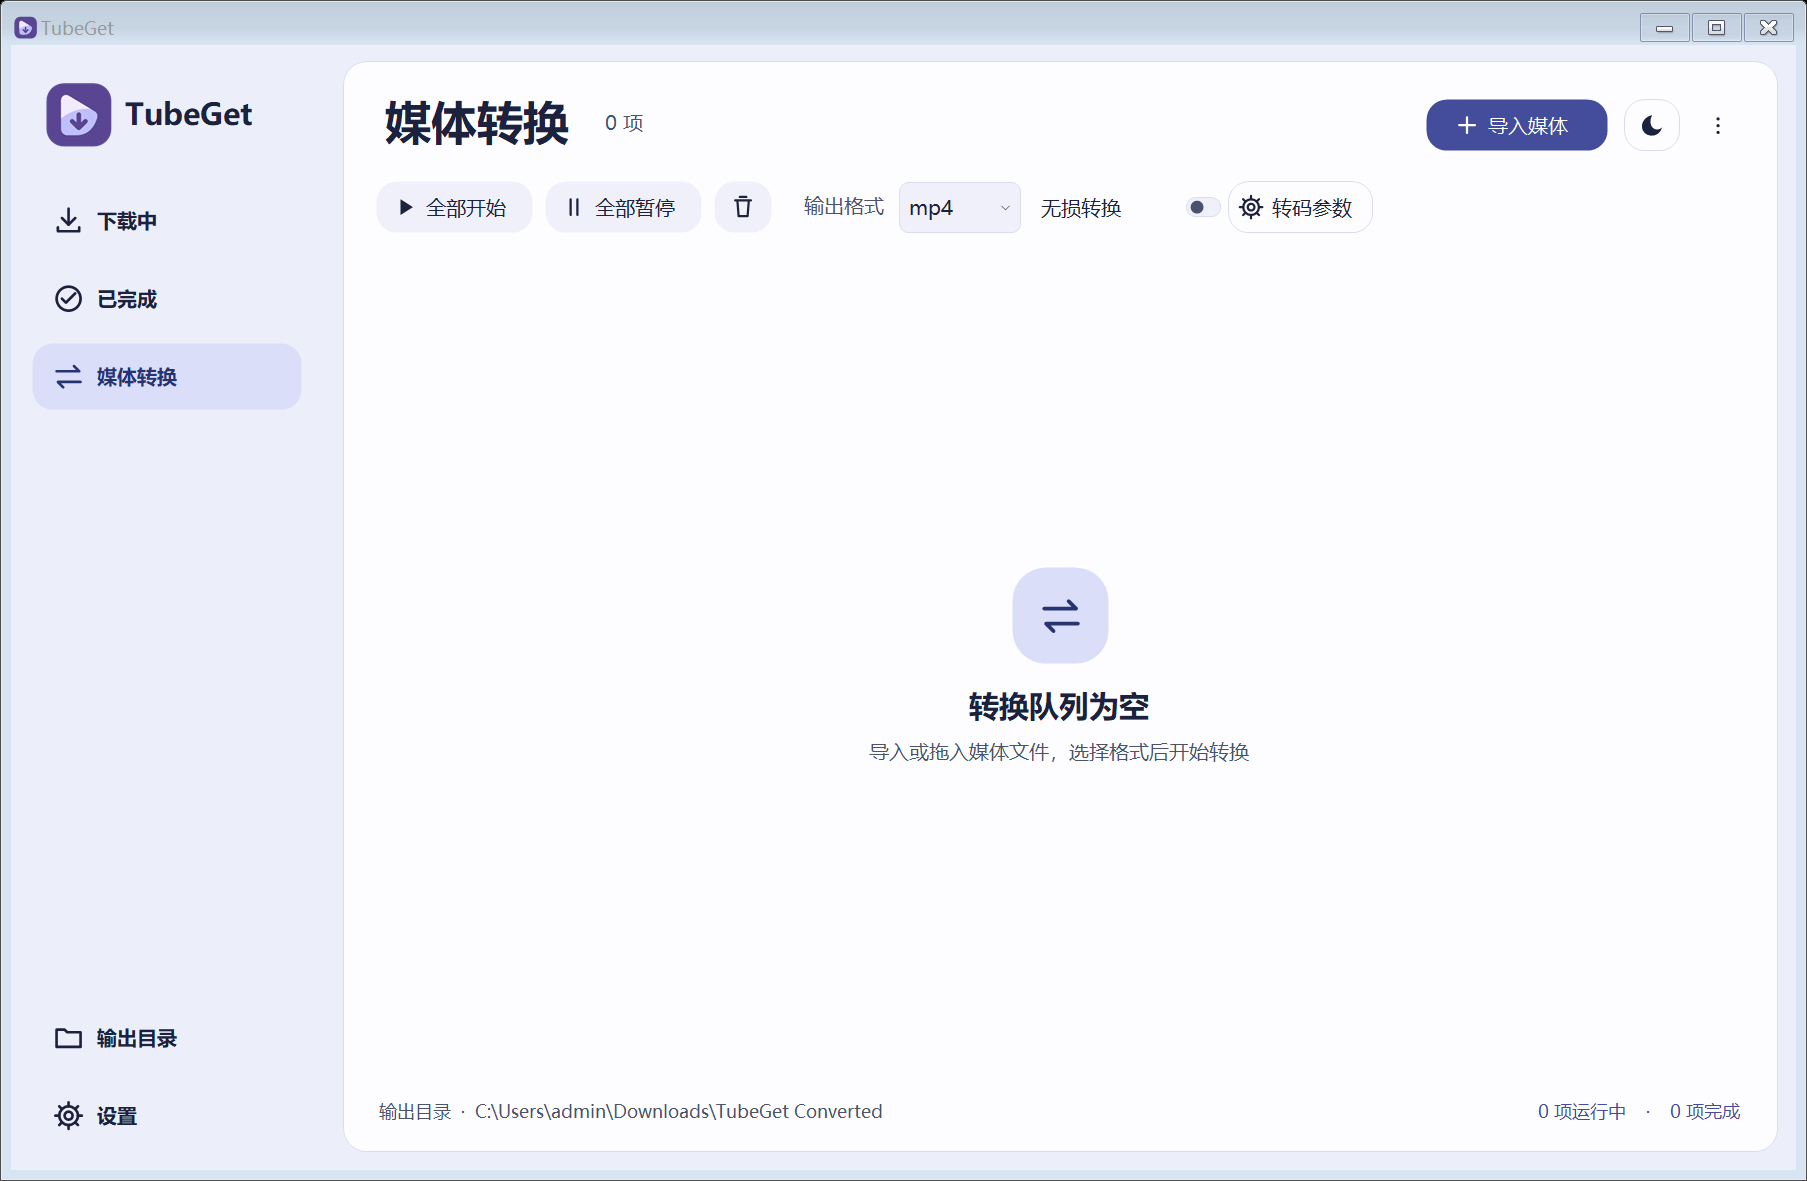 TubeGet
TubeGet
下载中
已完成
媒体转换
输出目录
设置
媒体转换
0 项
导入媒体
全部开始
全部暂停
输出格式
mp4
无损转换
转码参数
转换队列为空
导入或拖入媒体文件，选择格式后开始转换
输出目录 · C:\Users\admin\Downloads\TubeGet Converted
0 项运行中 · 0 项完成